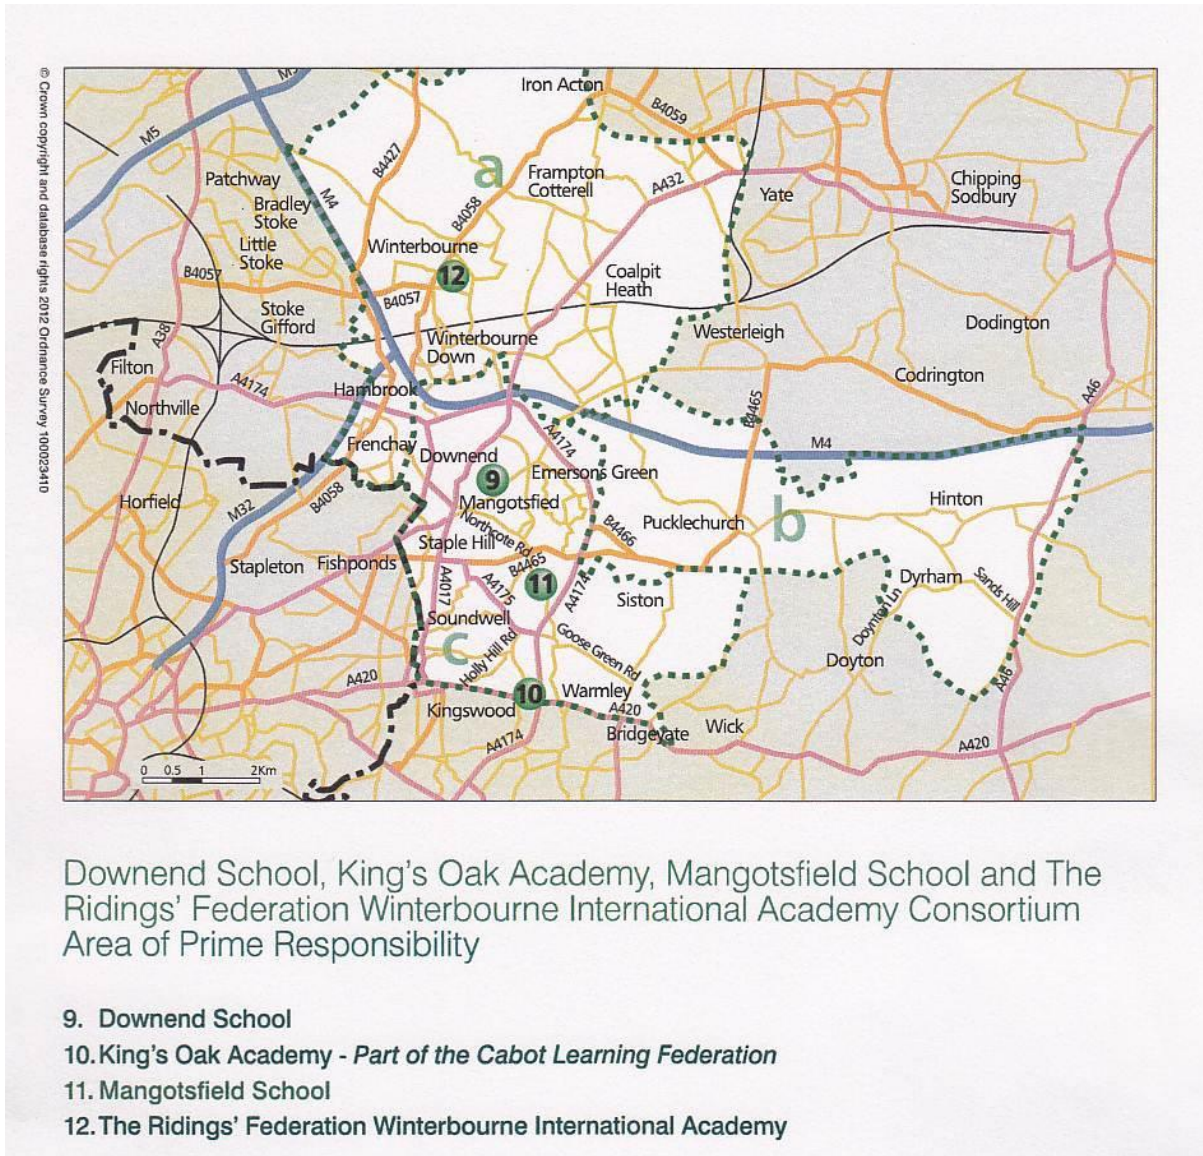 © Crown copyright and database rights 2012 Ordnance Survey 100023410
M5
Iron Acton
B4059
M5
B4427
a
Frampton
Cotterell
A432
Chipping
Sodbury
Patchway
M4
Yate
Bradley
Stoke
B4058
Little
Stoke
Winterbourne
12
Coalpit
Heath
B4057
B4057
Stoke
Gifford
Westerleigh
Dodington
A38
Winterbourne
Down
Filton
A4174
Hambrook
Codrington
A46
Northville
B4465
Frenchay
A4174
M4
Downend
9
Emersons Green
Horfield
B4058
Mangotsfied
Hinton
M32
Northcote Rd
B4466
Pucklechurch
b
Staple Hill
Stapleton
Fishponds
B4465
11
A4017
A4175
A4174
Siston
Dyrham
Sands Hill
Doynton Ln
Soundwell
c
Holly Hill Rd
Goose Green Rd
Doyton
A420
10
Warmley
A46
Kingswood
A420
Bridgeyate
Wick
A4174
A420
0 0.5 1 2Km
Downend School, King's Oak Academy, Mangotsfield School and The
Ridings' Federation Winterbourne International Academy Consortium
Area of Prime Responsibility
9. Downend School
10. King's Oak Academy - Part of the Cabot Learning Federation
11. Mangotsfield School
12. The Ridings' Federation Winterbourne International Academy